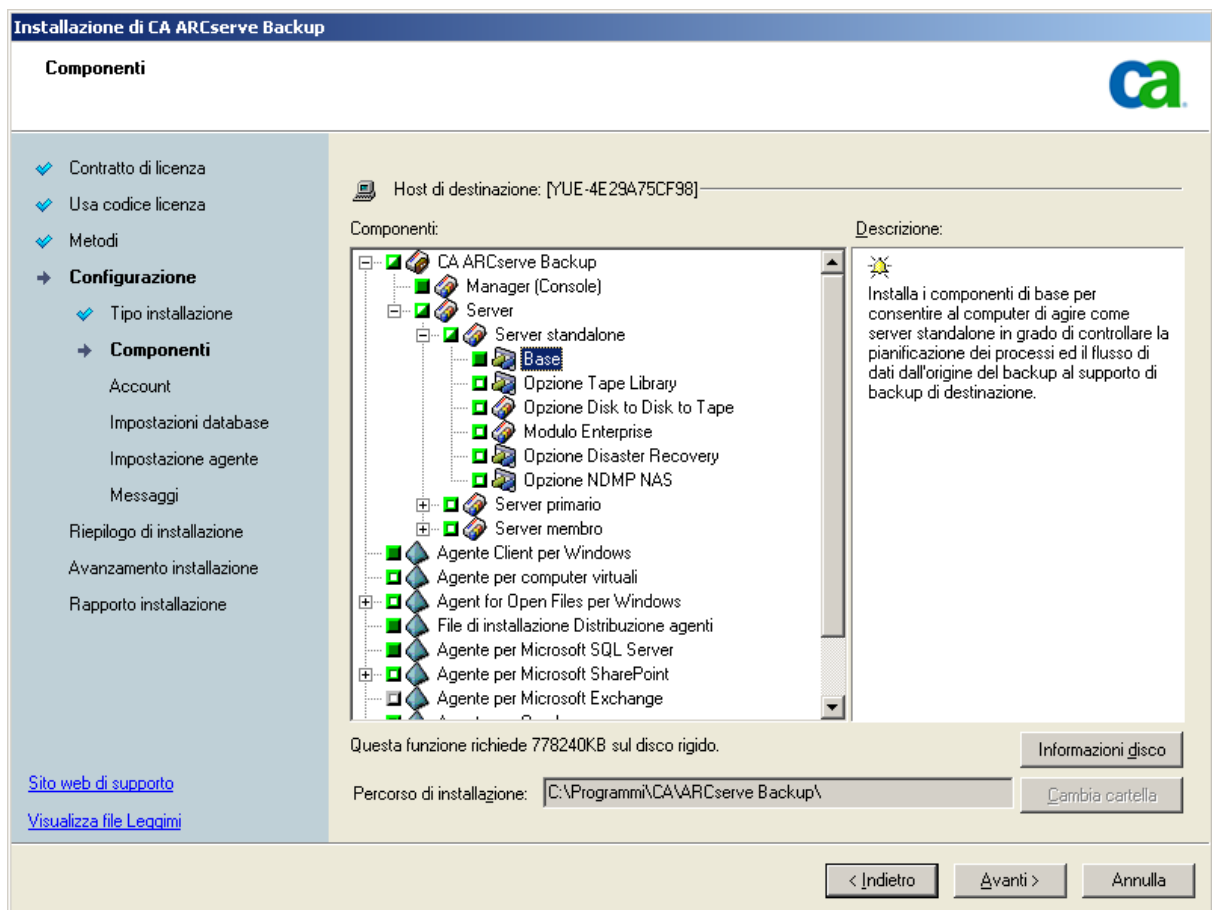 Installazione di CA ARCserve Backup
Componenti
ca
Contratto di licenza
Usa codice licenza
Metodi
Configurazione
Tipo installazione
Componenti
Account
Impostazioni database
Impostazione agente
Messaggi
Riepilogo di installazione
Avanzamento installazione
Rapporto installazione
Sito web di supporto
Visualizza file Leggimi
Host di destinazione: [YUE-4E29A75CF98]
Componenti:
CA ARCserve Backup
Manager (Console)
Server
Server standalone
Base
Opzione Tape Library
Opzione Disk to Disk to Tape
Modulo Enterprise
Opzione Disaster Recovery
Opzione NDMP NAS
Server primario
Server membro
Agente Client per Windows
Agente per computer virtuali
Agent for Open Files per Windows
File di installazione Distribuzione agenti
Agente per Microsoft SQL Server
Agente per Microsoft SharePoint
Agente per Microsoft Exchange
Descrizione:
Installa i componenti di base per
consentire al computer di agire come
server standalone in grado di controllare la
pianificazione dei processi ed il flusso di
dati dall'origine del backup al supporto di
backup di destinazione.
Questa funzione richiede 778240KB sul disco rigido.
Informazioni disco
Percorso di installazione: C:\Programmi\CA\ARCserve Backup\
Cambia cartella
< Indietro
Avanti >
Annulla